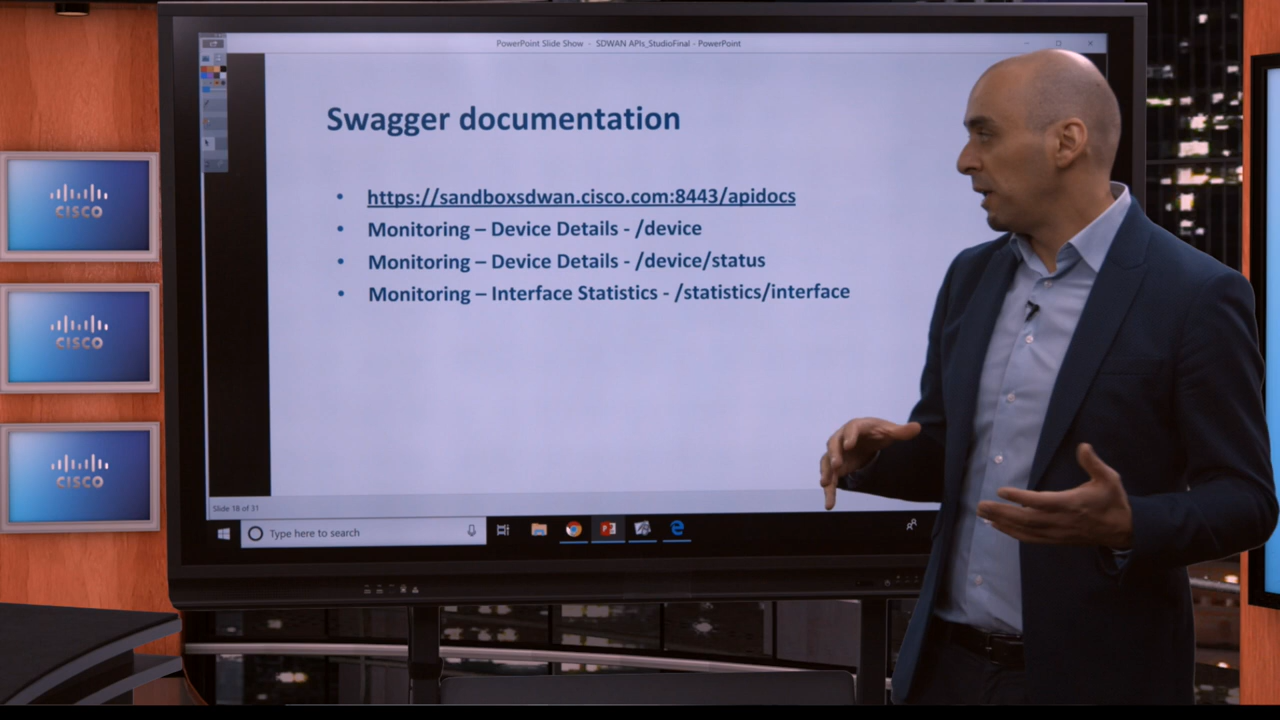 PowerPoint Slide Show - SDWAN APIs_StudioFinal - PowerPoint
Swagger documentation
• https://sandboxsdwan.cisco.com:8443/apidocs
• Monitoring – Device Details - /device
• Monitoring – Device Details - /device/status
• Monitoring – Interface Statistics - /statistics/interface
Slide 18 of 31
Type here to search
CISCO
CISCO
CISCO